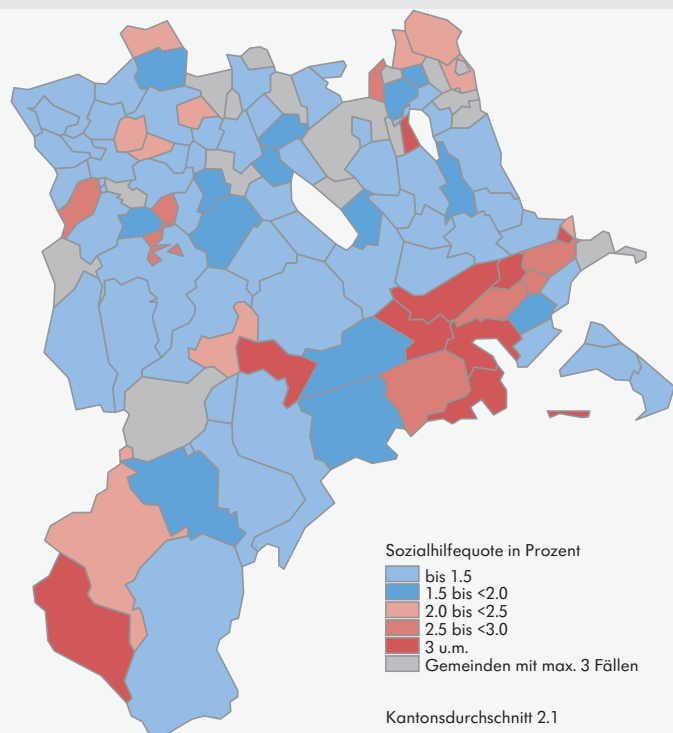 Sozialhilfequote in Prozent
bis 1.5
1.5 bis <2.0
2.0 bis <2.5
2.5 bis <3.0
3 u.m.
Gemeinden mit max. 3 Fällen
Kantonsdurchschnitt 2.1